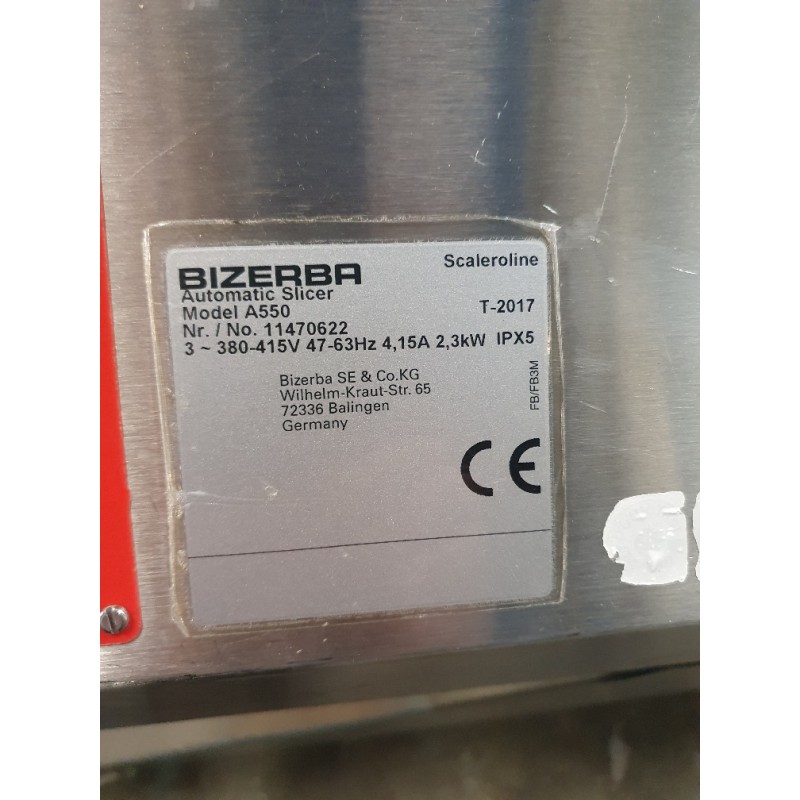 BIZERBA
Scaleroline
Automatic Slicer
Model A550
T-2017
Nr. / No. 11470622
3 ~ 380-415V 47-63Hz 4,15A 2,3kW IPX5
Bizerba SE & Co.KG
Wilhelm-Kraut-Str. 65
72336 Balingen
Germany
FB/FB3M
CE